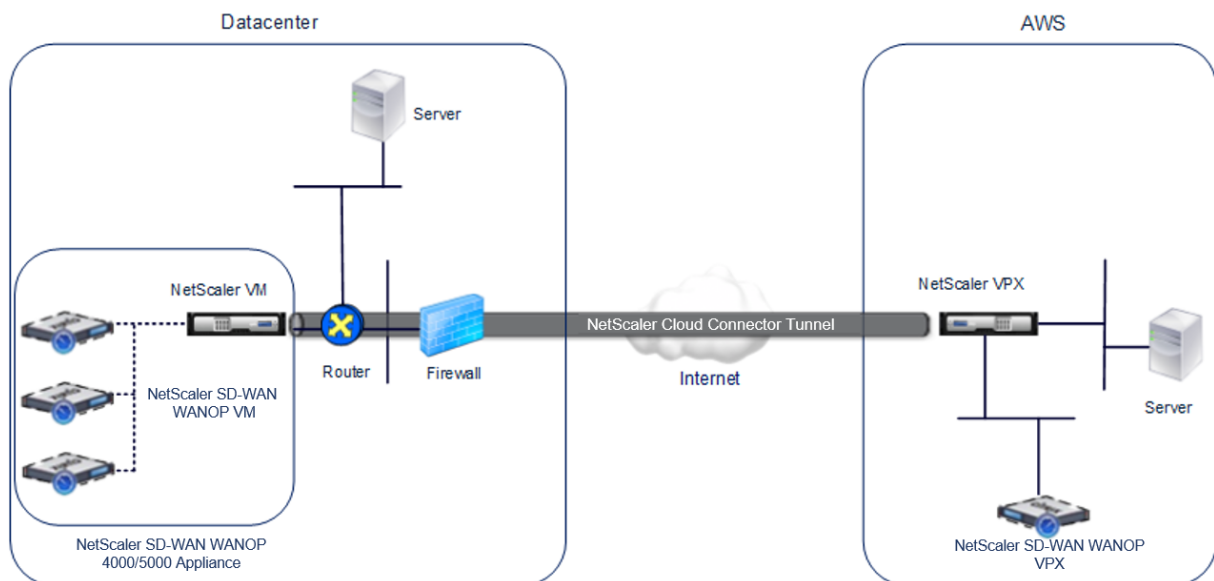 Datacenter
AWS
Server
NetScaler VM
NetScaler VPX
NetScaler Cloud Connector Tunnel
Router
Firewall
Internet
NetScaler SD-WAN
WANOP VM
Server
NetScaler SD-WAN WANOP
4000/5000 Appliance
NetScaler SD-WAN WANOP
VPX